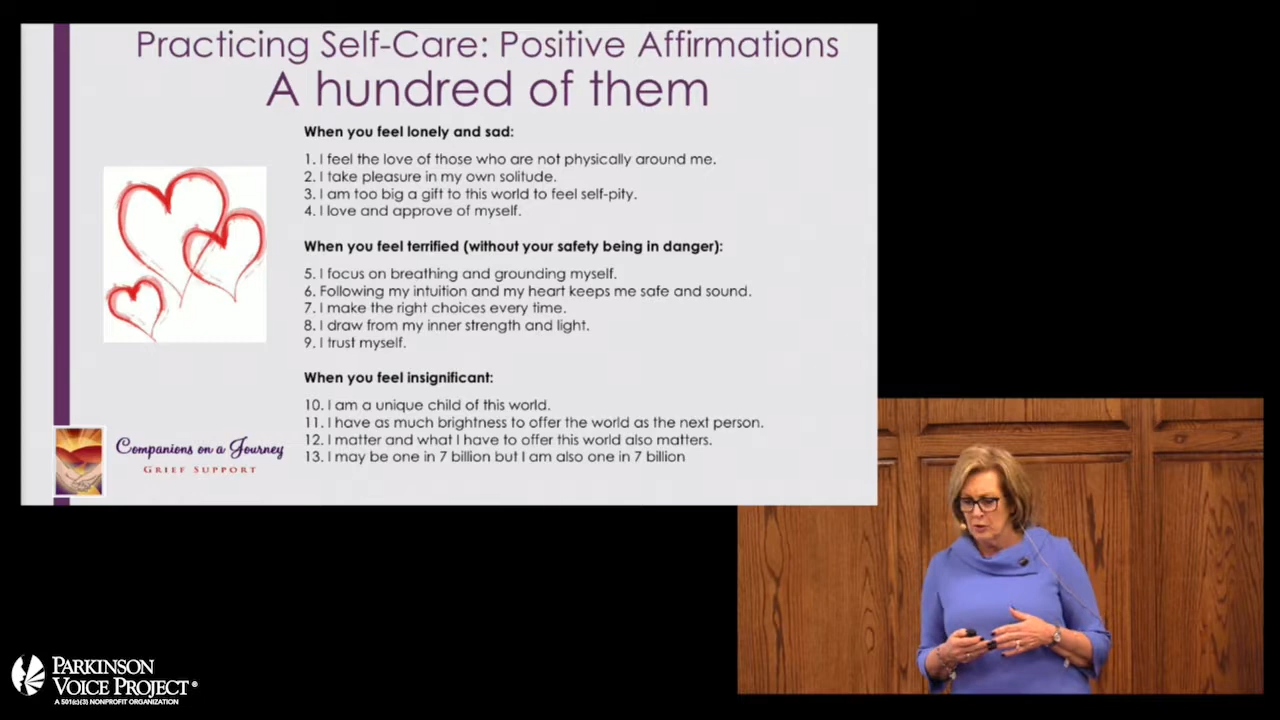 Practicing Self-Care: Positive Affirmations
A hundred of them
When you feel lonely and sad:
1. I feel the love of those who are not physically around me.
2. I take pleasure in my own solitude.
3. I am too big a gift to this world to feel self-pity.
4. I love and approve of myself.
When you feel terrified (without your safety being in danger):
5. I focus on breathing and grounding myself.
6. Following my intuition and my heart keeps me safe and sound.
7. I make the right choices every time.
8. I draw from my inner strength and light.
9. I trust myself.
When you feel insignificant:
10. I am a unique child of this world.
11. I have as much brightness to offer the world as the next person.
12. I matter and what I have to offer this world also matters.
13. I may be one in 7 billion but I am also one in 7 billion
Companions on a Journey
GRIEF SUPPORT
PARKINSON
VOICE PROJECT®
A 501(c)(3) NONPROFIT ORGANIZATION